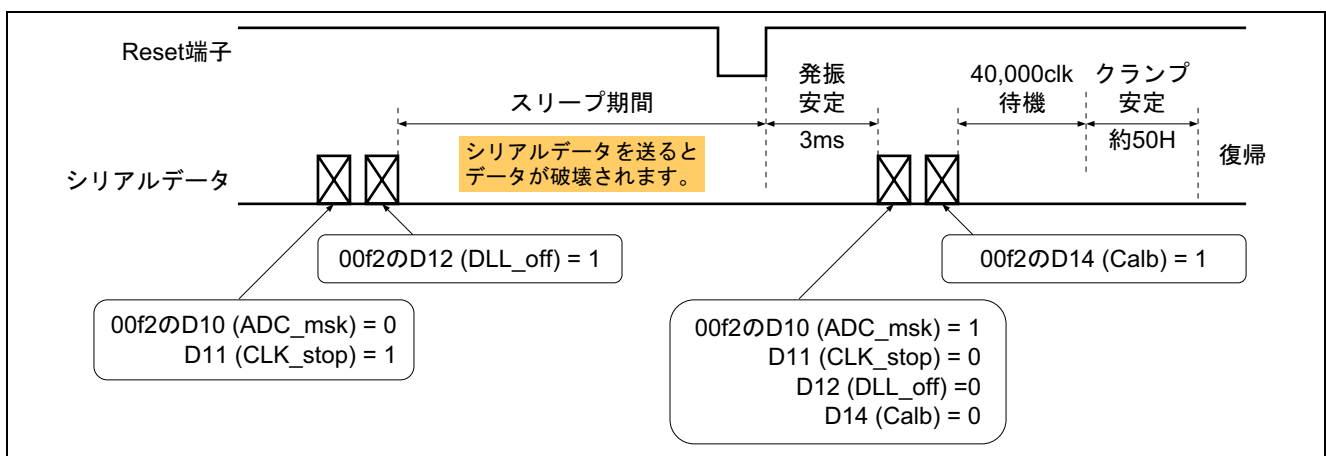 Reset端子
発振
安定
3ms
40,000clk
待機
クランプ
安定
約50H
スリープ期間
シリアルデータを送ると
データが破壊されます。
復帰
シリアルデータ
00f2のD12 (DLL_off) = 1
00f2のD14 (Calb) = 1
00f2のD10 (ADC_msk) = 0
D11 (CLK_stop) = 1
00f2のD10 (ADC_msk) = 1
D11 (CLK_stop) = 0
D12 (DLL_off) =0
D14 (Calb) = 0